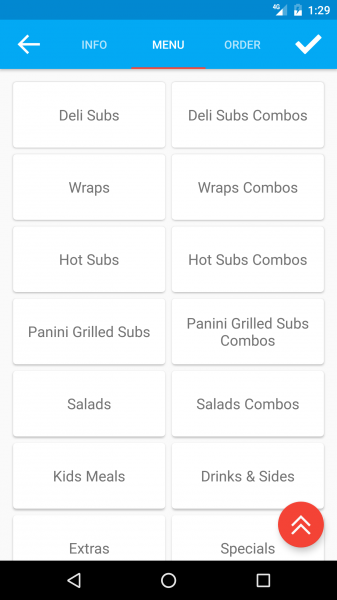 4G 1:29
INFO MENU ORDER
Deli Subs Deli Subs Combos
Wraps Wraps Combos
Hot Subs Hot Subs Combos
Panini Grilled Subs Panini Grilled Subs
Combos
Salads Salads Combos
Kids Meals Drinks & Sides
Extras Specials